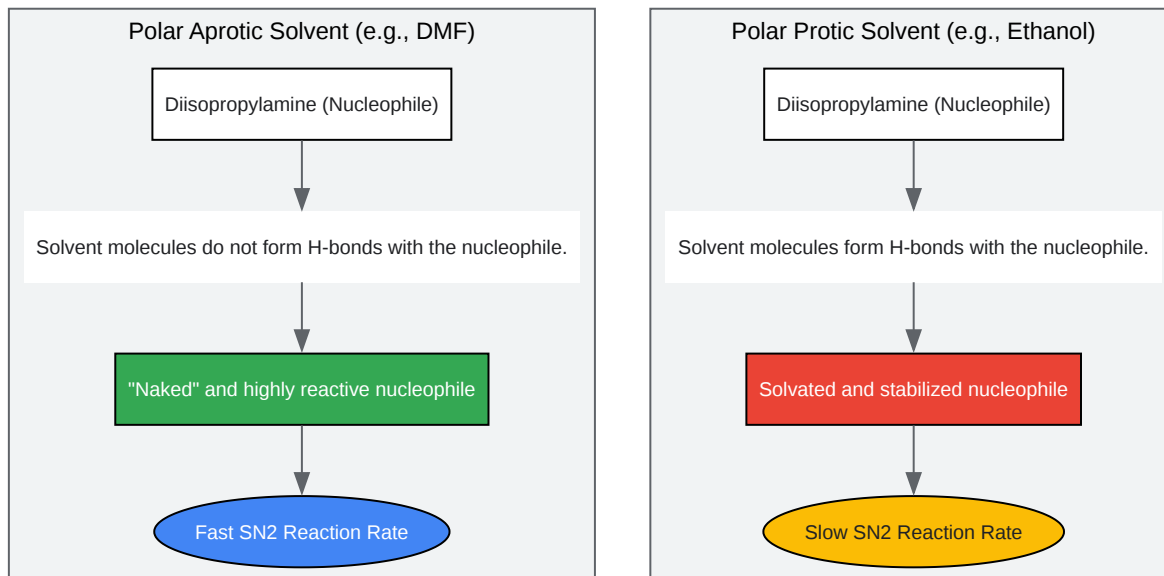 Polar Aprotic Solvent (e.g., DMF)
Diisopropylamine (Nucleophile)
Solvent molecules do not form H-bonds with the nucleophile.
"Naked" and highly reactive nucleophile
Fast SN2 Reaction Rate
Polar Protic Solvent (e.g., Ethanol)
Diisopropylamine (Nucleophile)
Solvent molecules form H-bonds with the nucleophile.
Solvated and stabilized nucleophile
Slow SN2 Reaction Rate